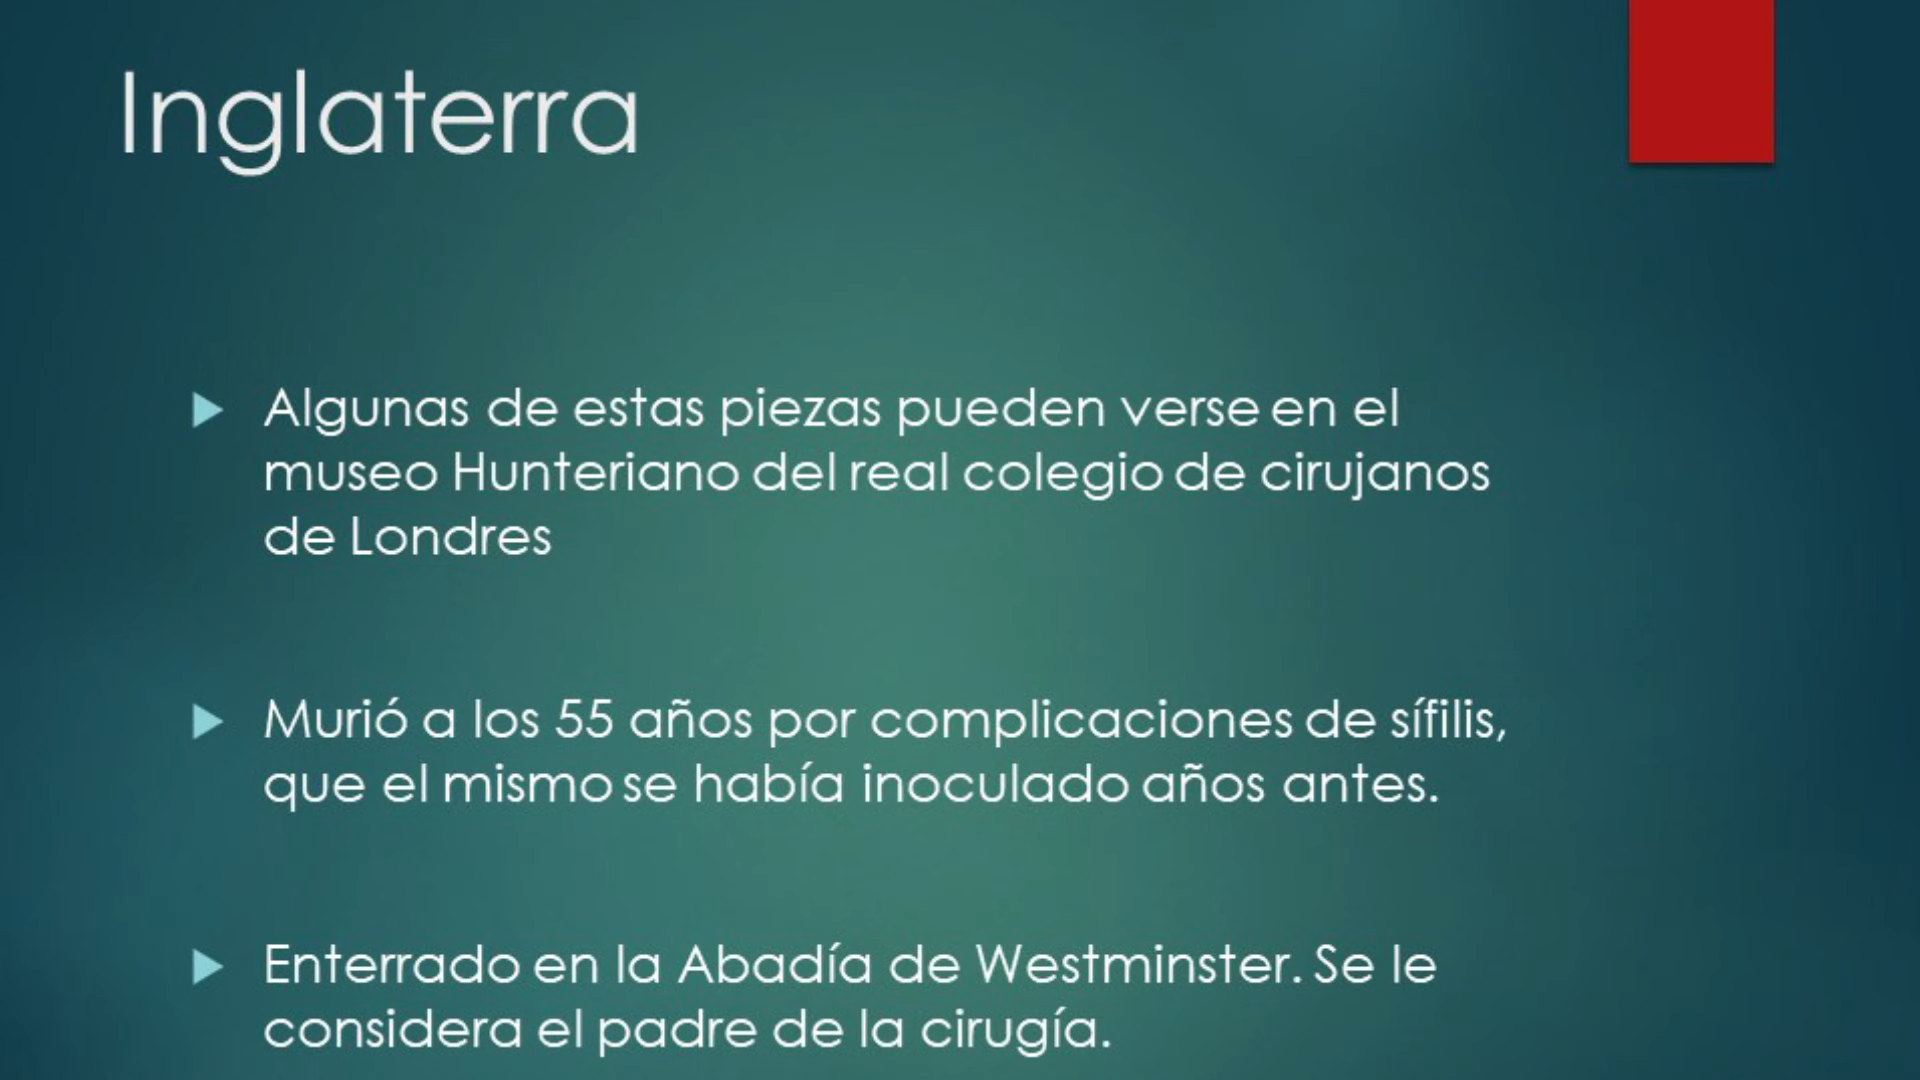 Inglaterra
Algunas de estas piezas pueden verse en el
museo Hunteriano del real colegio de cirujanos
de Londres
Murió a los 55 años por complicaciones de sífilis,
que el mismo se había inoculado años antes.
Enterrado en la Abadía de Westminster. Se le
considera el padre de la cirugía.